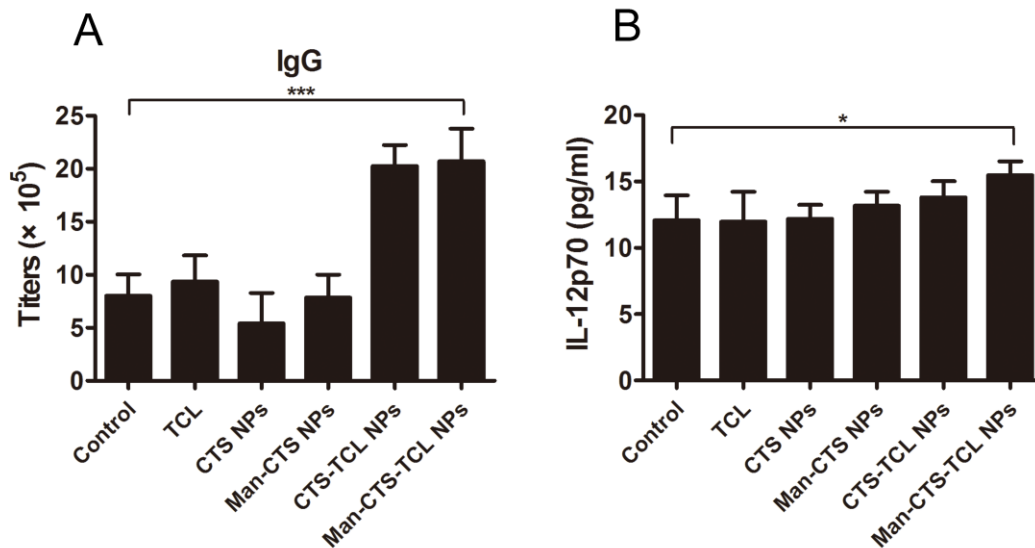 A
IgG
***
Titers (× 10⁵)
25
20
15
10
5
0
Control
TCL
CTS NPs
Man-CTS NPs
CTS-TCL NPs
Man-CTS-TCL NPs
B
*
IL-12p70 (pg/ml)
20
15
10
5
0
Control
TCL
CTS NPs
Man-CTS NPs
CTS-TCL NPs
Man-CTS-TCL NPs